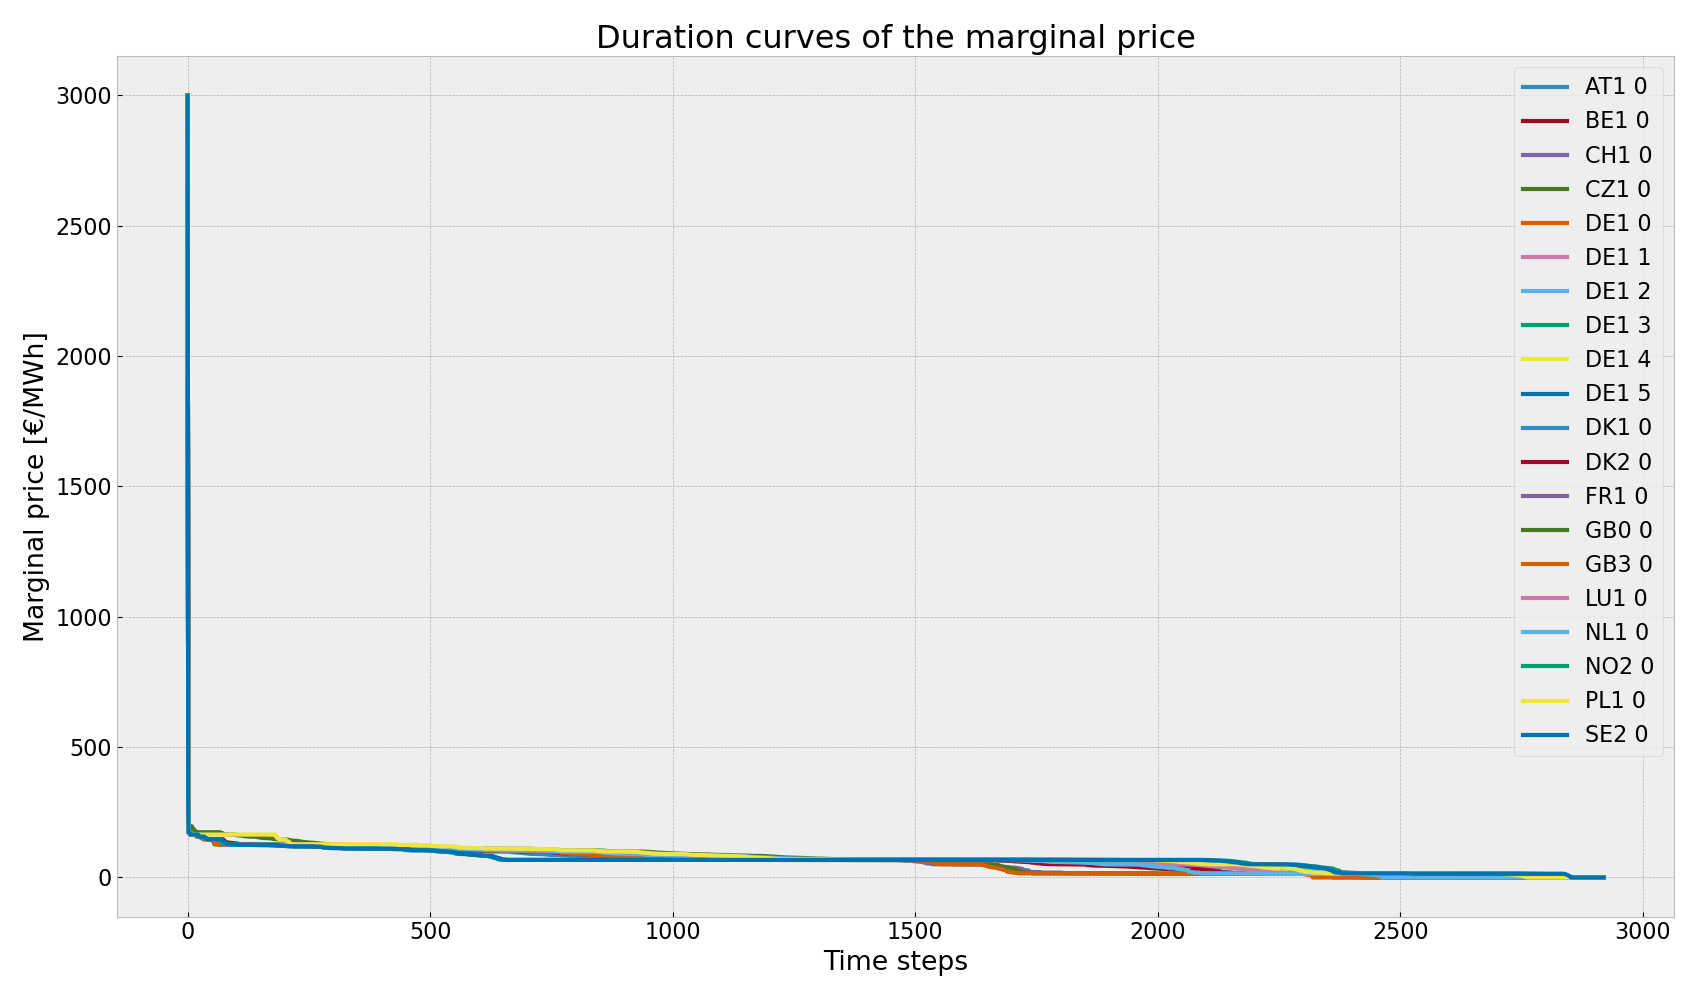 Duration curves of the marginal price
Marginal price [€/MWh]
3000
2500
2000
1500
1000
500
0
AT1 0
BE1 0
CH1 0
CZ1 0
DE1 0
DE1 1
DE1 2
DE1 3
DE1 4
DE1 5
DK1 0
DK2 0
FR1 0
GB0 0
GB3 0
LU1 0
NL1 0
NO2 0
PL1 0
SE2 0
0 500 1000 1500 2000 2500 3000
Time steps